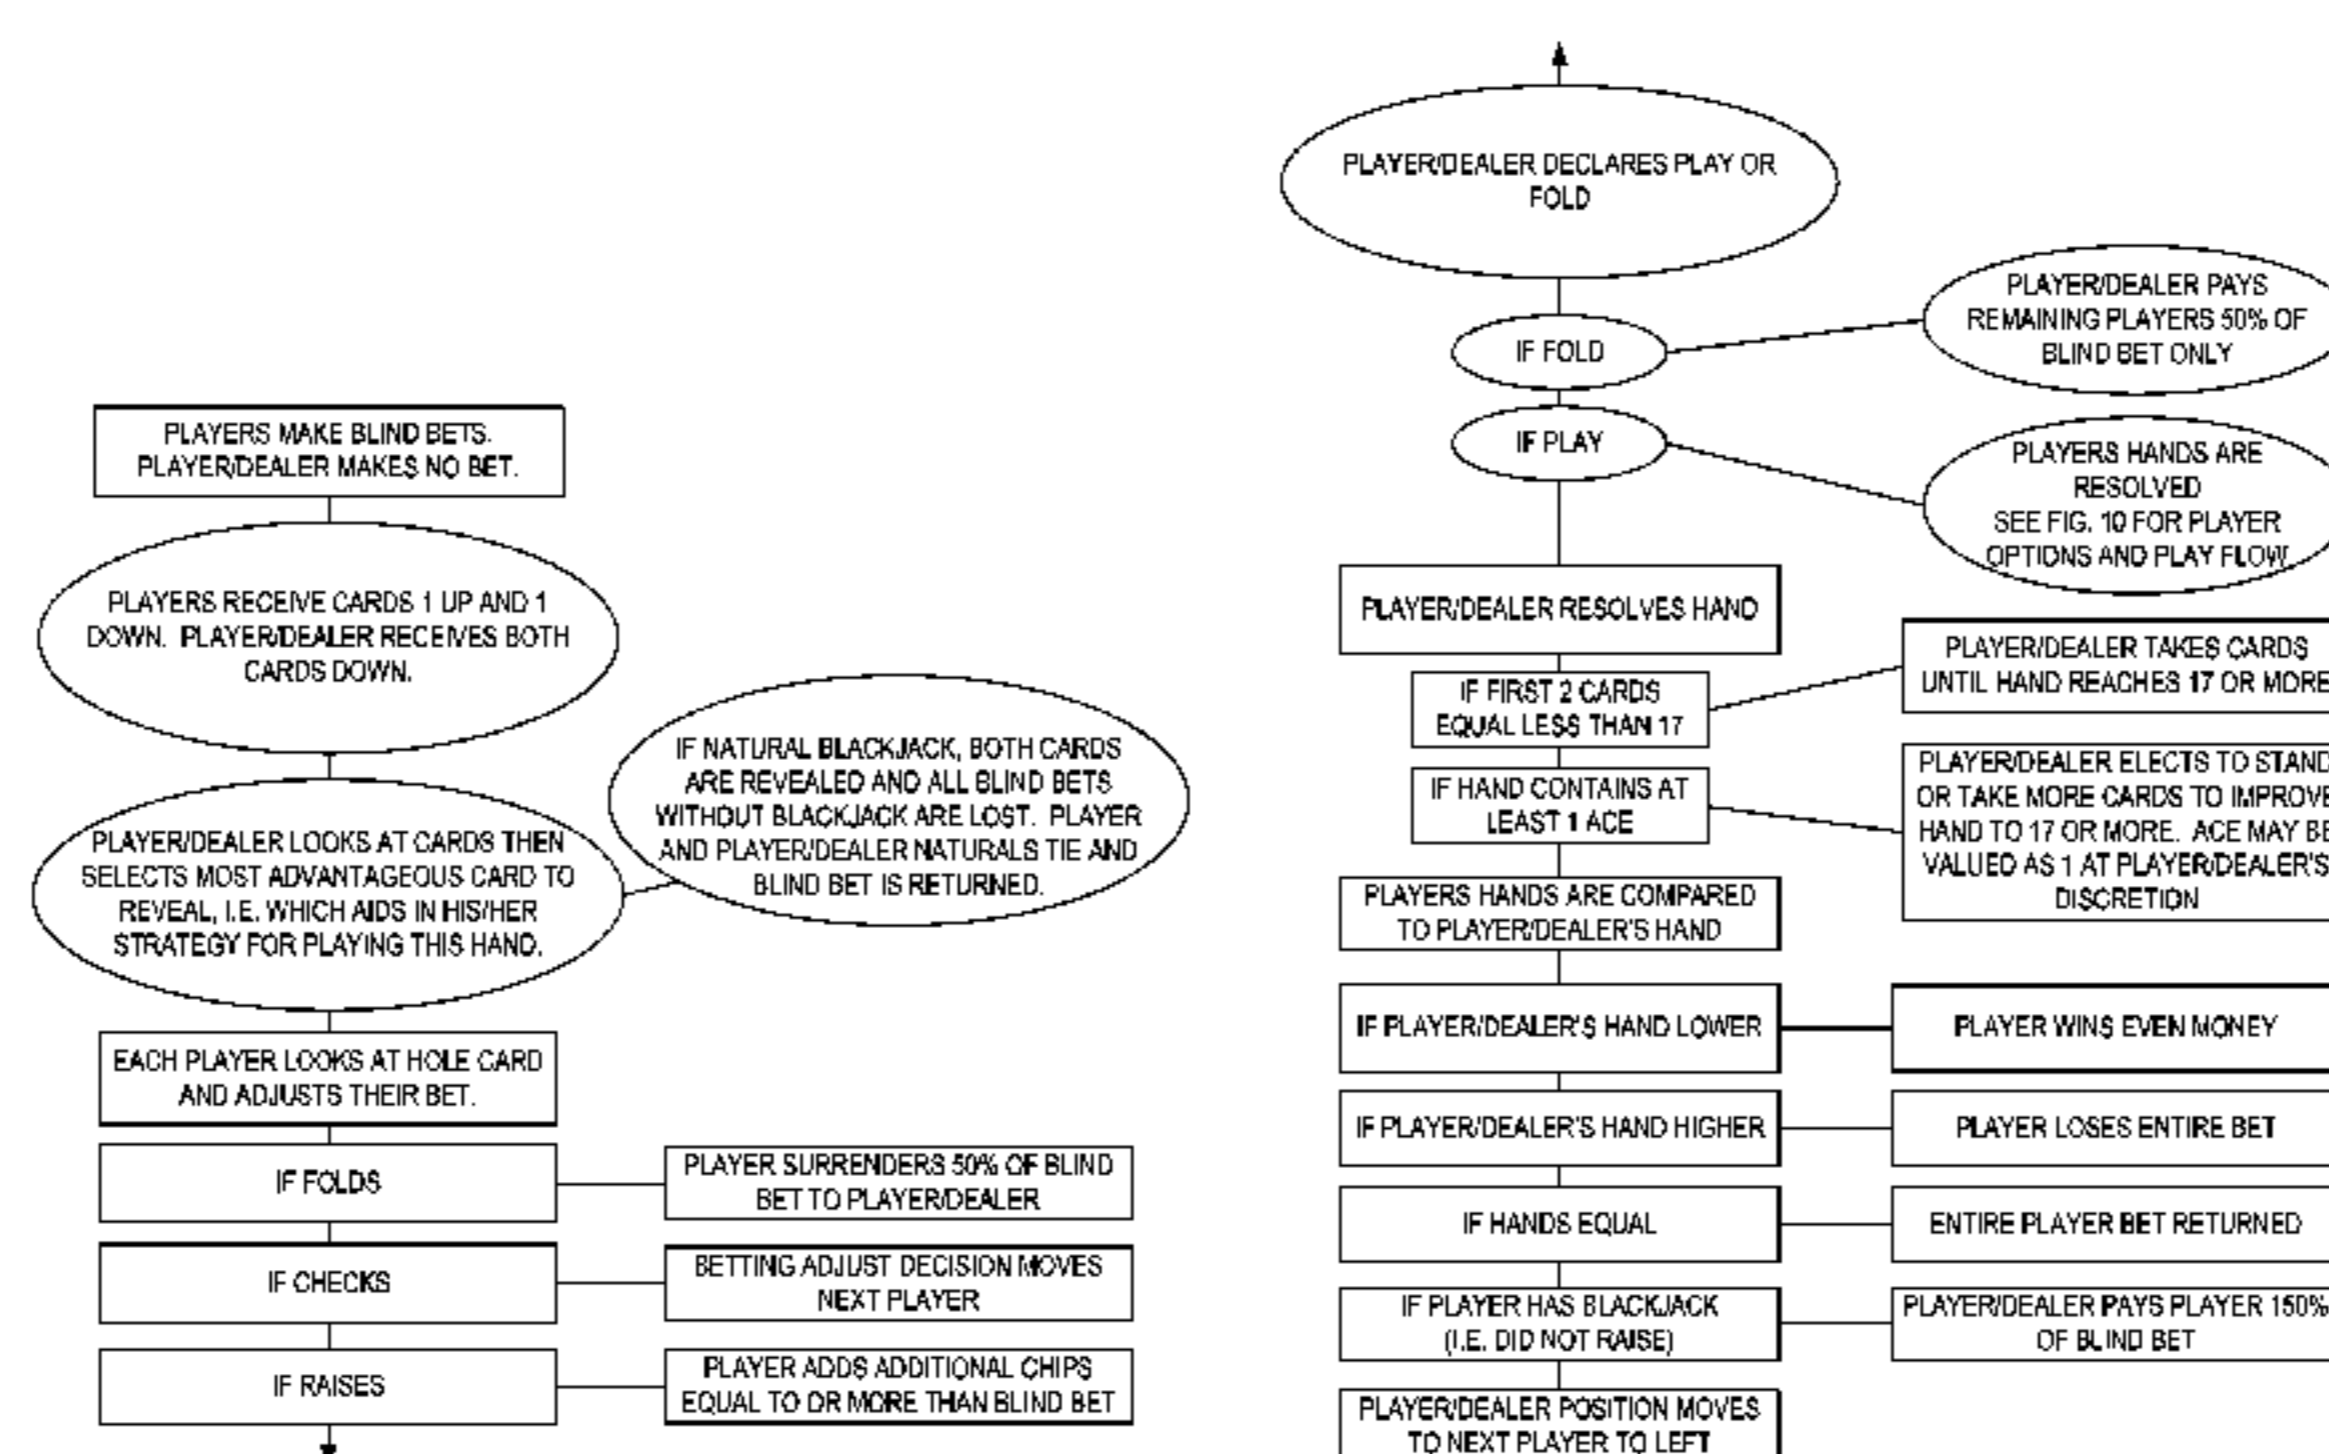 PLAYERS MAKE BLIND BETS.
PLAYER/DEALER MAKES NO BET.
PLAYERS RECEIVE CARDS 1 UP AND 1
DOWN. PLAYER/DEALER RECEIVES BOTH
CARDS DOWN.
PLAYER/DEALER LOOKS AT CARDS THEN
SELECTS MOST ADVANTAGEOUS CARD TO
REVEAL, I.E. WHICH AIDS IN HIS/HER
STRATEGY FOR PLAYING THIS HAND.
IF NATURAL BLACKJACK, BOTH CARDS
ARE REVEALED AND ALL BLIND BETS
WITHOUT BLACKJACK ARE LOST. PLAYER
AND PLAYER/DEALER NATURALS TIE AND
BLIND BET IS RETURNED.
EACH PLAYER LOOKS AT HOLE CARD
AND ADJUSTS THEIR BET.
IF FOLDS
PLAYER SURRENDERS 50% OF BLIND
BET TO PLAYER/DEALER
IF CHECKS
BETTING ADJUST DECISION MOVES
NEXT PLAYER
IF RAISES
PLAYER ADDS ADDITIONAL CHIPS
EQUAL TO OR MORE THAN BLIND BET
PLAYER/DEALER DECLARES PLAY OR
FOLD
IF FOLD
PLAYER/DEALER PAYS
REMAINING PLAYERS 50% OF
BLIND BET ONLY
IF PLAY
PLAYERS HANDS ARE
RESOLVED
SEE FIG. 10 FOR PLAYER
OPTIONS AND PLAY FLOW
PLAYER/DEALER RESOLVES HAND
IF FIRST 2 CARDS
EQUAL LESS THAN 17
PLAYER/DEALER TAKES CARDS
UNTIL HAND REACHES 17 OR MORE
IF HAND CONTAINS AT
LEAST 1 ACE
PLAYER/DEALER ELECTS TO STAND
OR TAKE MORE CARDS TO IMPROVE
HAND TO 17 OR MORE. ACE MAY BE
VALUED AS 1 AT PLAYER/DEALER'S
DISCRETION
PLAYERS HANDS ARE COMPARED
TO PLAYER/DEALER'S HAND
IF PLAYER/DEALER'S HAND LOWER
PLAYER WINS EVEN MONEY
IF PLAYER/DEALER'S HAND HIGHER
PLAYER LOSES ENTIRE BET
IF HANDS EQUAL
ENTIRE PLAYER BET RETURNED
IF PLAYER HAS BLACKJACK
(I.E. DID NOT RAISE)
PLAYER/DEALER PAYS PLAYER 150%
OF BLIND BET
PLAYER/DEALER POSITION MOVES
TO NEXT PLAYER TO LEFT